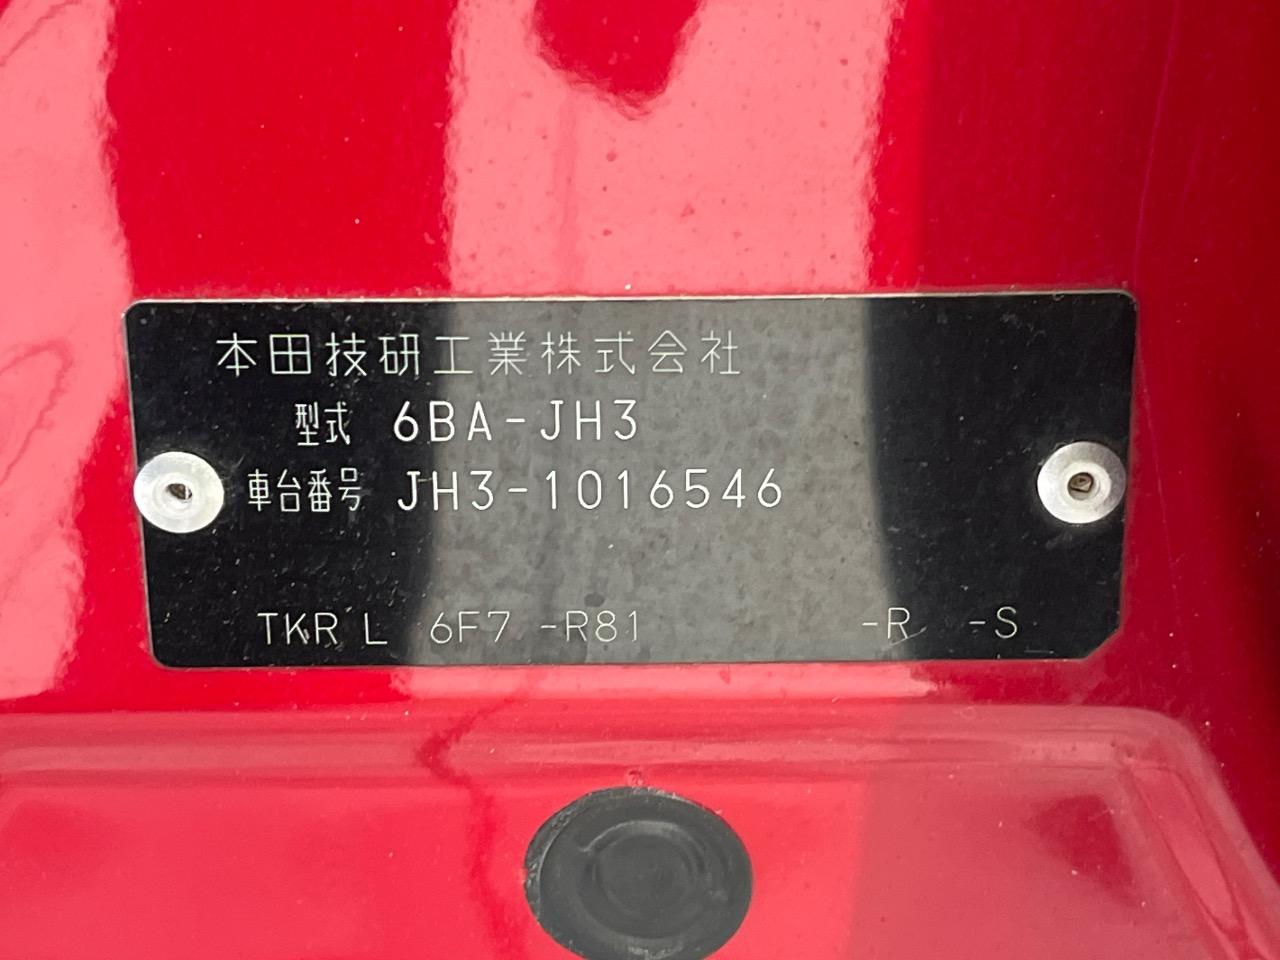 本田技研工業株式会社
型式 6BA-JH3
車台番号 JH3-1016546
TKR L 6F7 -R81 -R -S